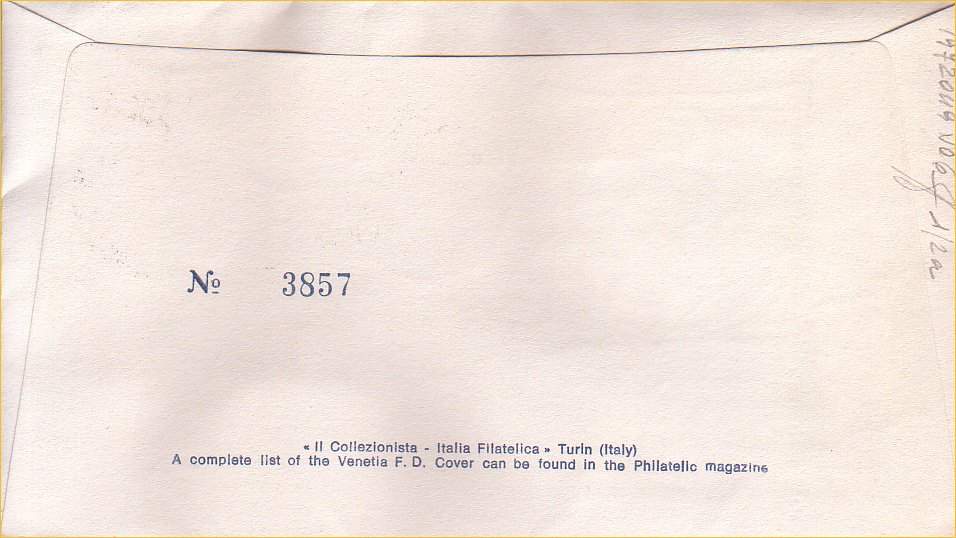 Nº 3857
« Il Collezionista - Italia Filatelica » Turin (Italy)
A complete list of the Venetia F. D. Cover can be found in the Philatelic magazine